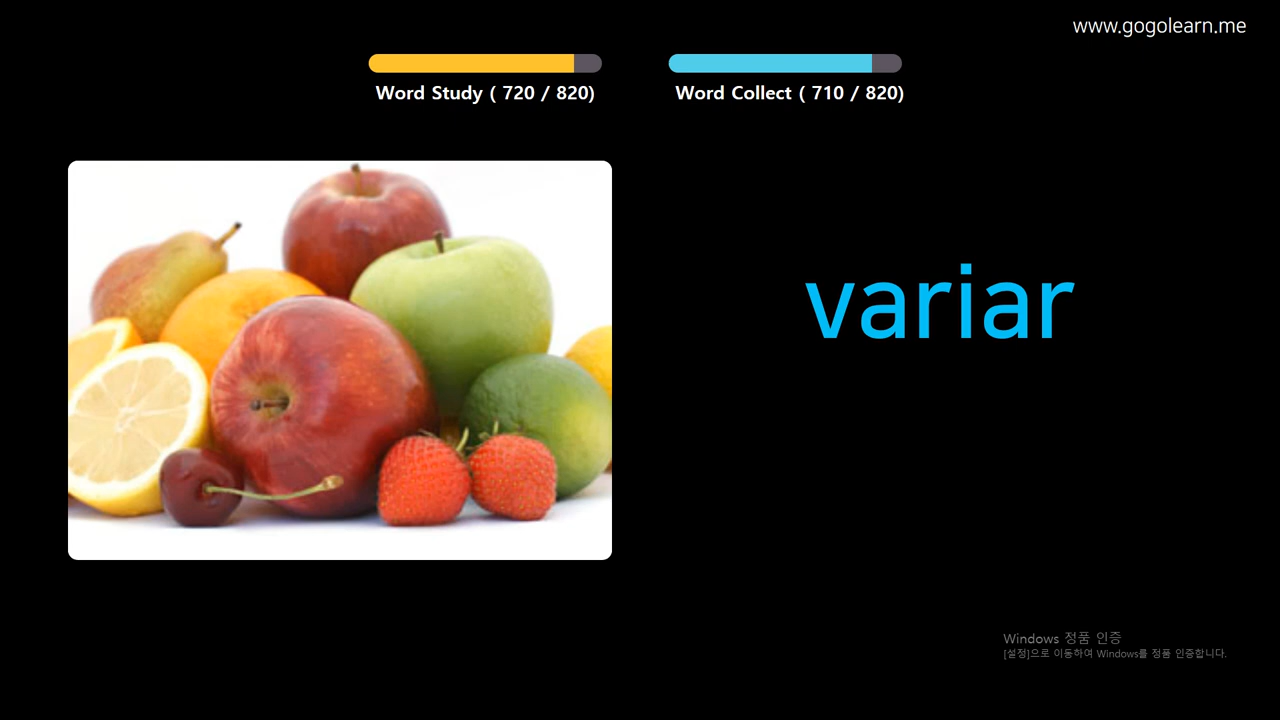 www.gogolearn.me
Word Study ( 720 / 820)
Word Collect ( 710 / 820)
variar
Windows 정품 인증
[설정]으로 이동하여 Windows를 정품 인증합니다.